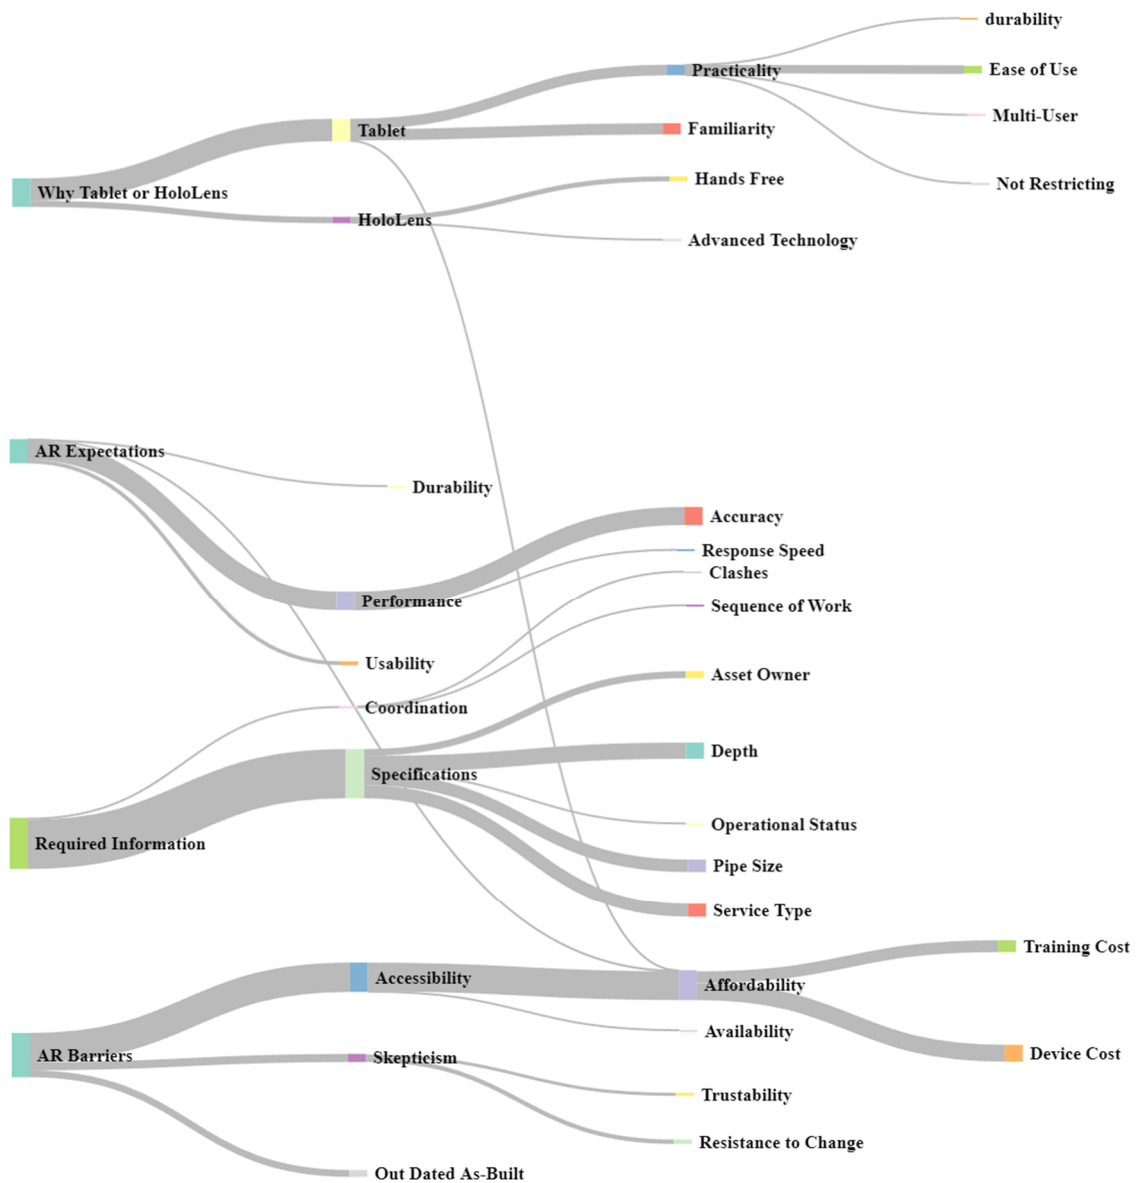 durability
Ease of Use
Practicality
Multi-User
Tablet
Familiarity
Hands Free
Not Restricting
Why Tablet or HoloLens
HoloLens
Advanced Technology
AR Expectations
Durability
Accuracy
Response Speed
Clashes
Performance
Sequence of Work
Usability
Asset Owner
Coordination
Depth
Specifications
Operational Status
Required Information
Pipe Size
Service Type
Training Cost
Accessibility
Affordability
Availability
AR Barriers
Skepticism
Device Cost
Trustability
Resistance to Change
Out Dated As-Built